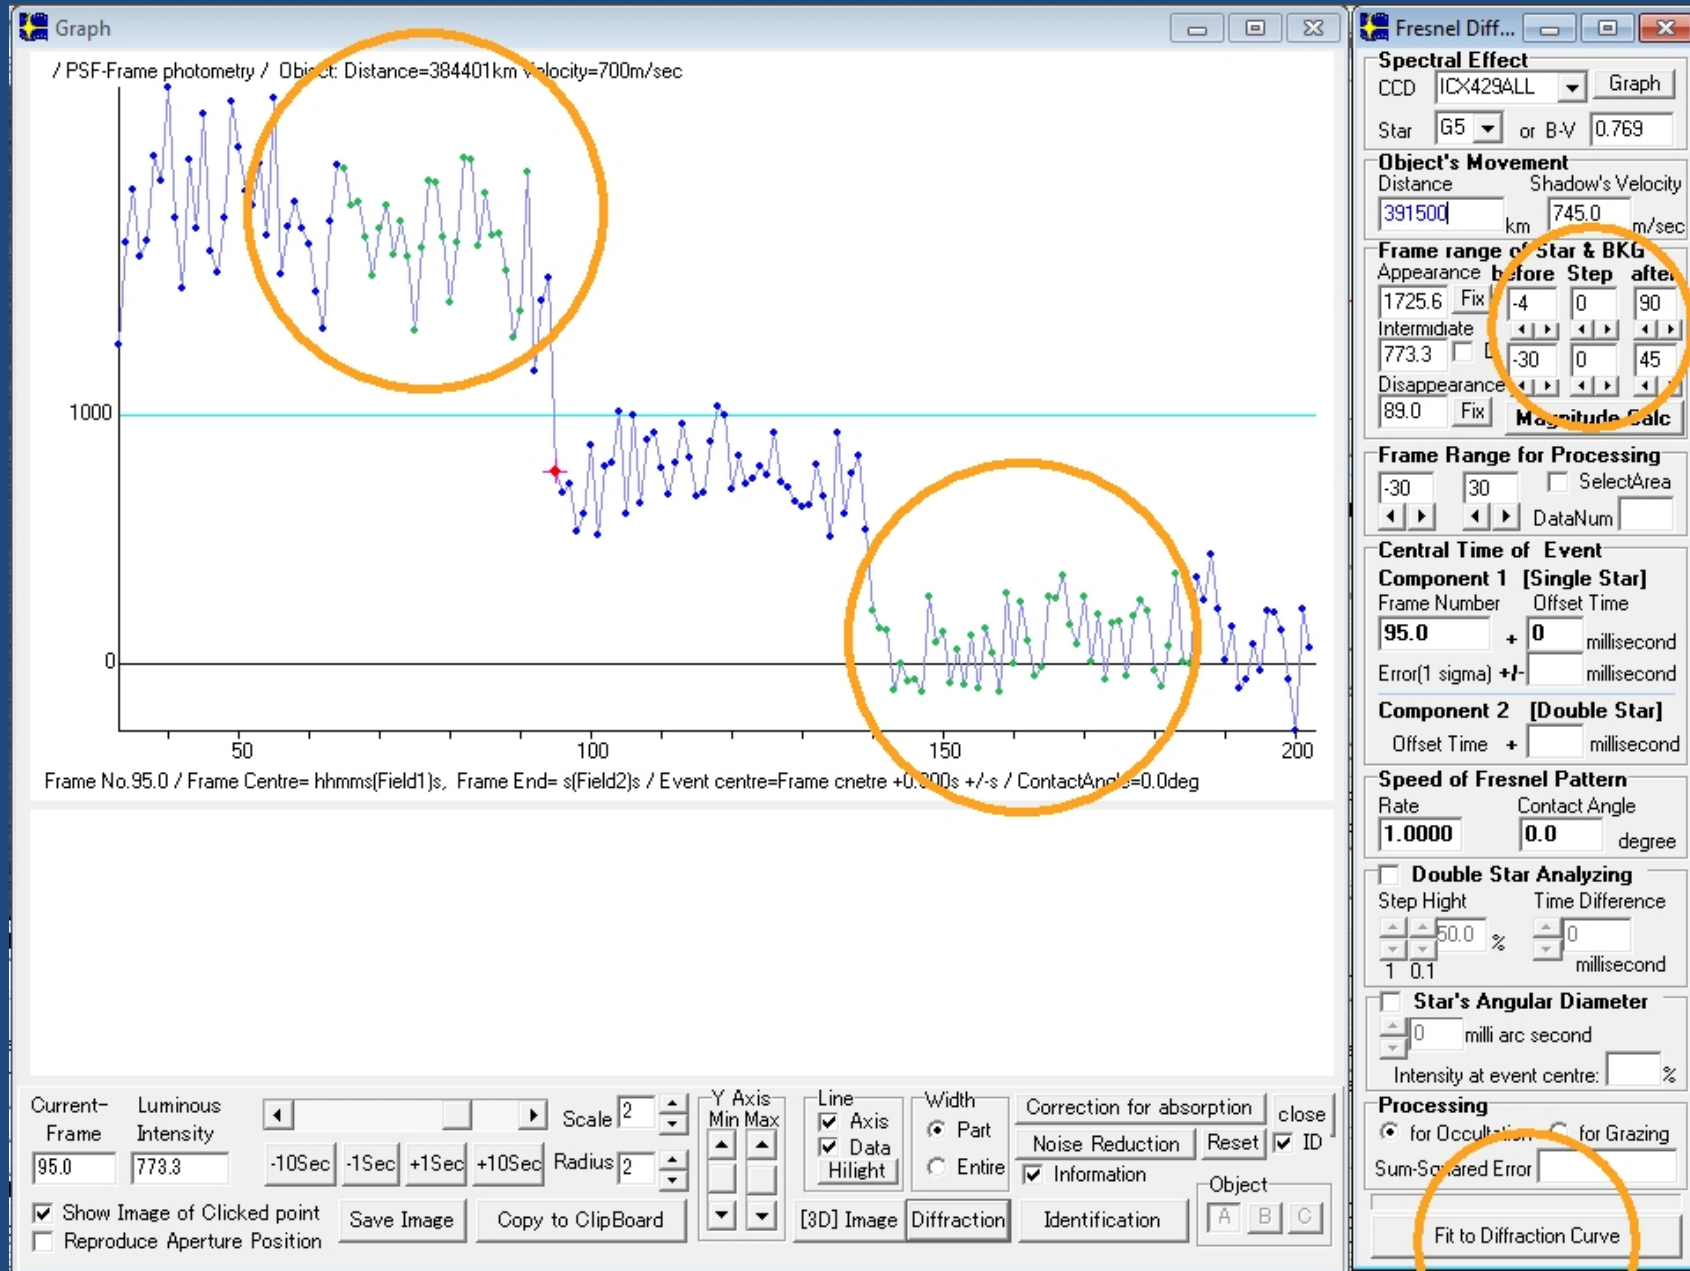 Graph
/ PSF-Frame photometry / Object: Distance=384401km Velocity=700m/sec
1000
0
50 100 150 200
Frame No.95.0 / Frame Centre= hhmms(Field1)s, Frame End= s(Field2)s / Event centre=Frame cnetre +0.000s +/-s / ContactAngle=0.0deg
Current-Frame
95.0
Luminous Intensity
773.3
-10Sec -1Sec +1Sec +10Sec
Scale 2
Radius 2
Show Image of Clicked point
Reproduce Aperture Position
Save Image
Copy to ClipBoard
Y Axis
Min Max
Line
Axis
Data
Hilight
Width
Part
Entire
[3D] Image
Diffraction
Correction for absorption
close
Noise Reduction
Reset
ID
Information
Identification
Object
A B C
Fresnel Diff...
Spectral Effect
CCD ICX429ALL Graph
Star G5 or B-V 0.769
Object's Movement
Distance Shadow's Velocity
391500 km 745.0 m/sec
Frame range of Star & BKG
Appearance before Step after
1725.6 Fix -4 0 90
Intermidiate
773.3 -30 0 45
Disappearance
89.0 Fix Magnitude Calc
Frame Range for Processing
-30 30 SelectArea
DataNum
Central Time of Event
Component 1 [Single Star]
Frame Number Offset Time
95.0 + 0 millisecond
Error(1 sigma) +/- millisecond
Component 2 [Double Star]
Offset Time + millisecond
Speed of Fresnel Pattern
Rate Contact Angle
1.0000 0.0 degree
Double Star Analyzing
Step Hight Time Difference
50.0 % 0
1 0.1 millisecond
Star's Angular Diameter
0 milli arc second
Intensity at event centre: %
Processing
for Occultation for Grazing
Sum-Squared Error
Fit to Diffraction Curve